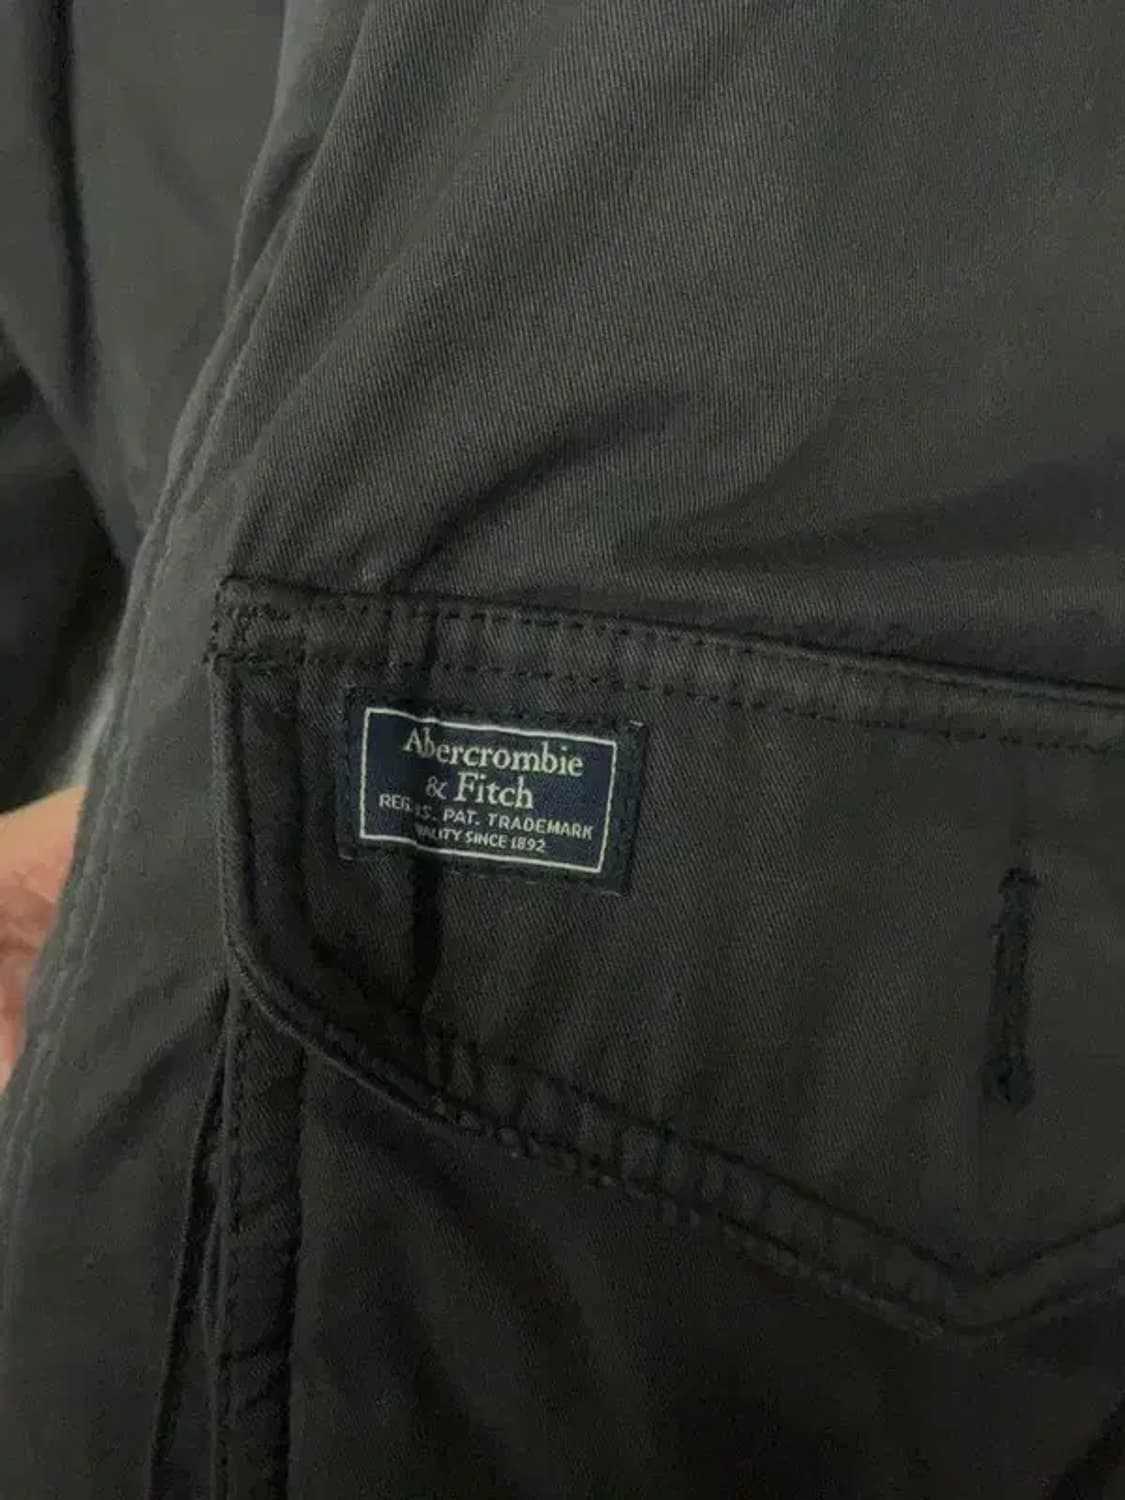 Abercrombie
& Fitch
PAT. TRADEMARK
SINCE 1892